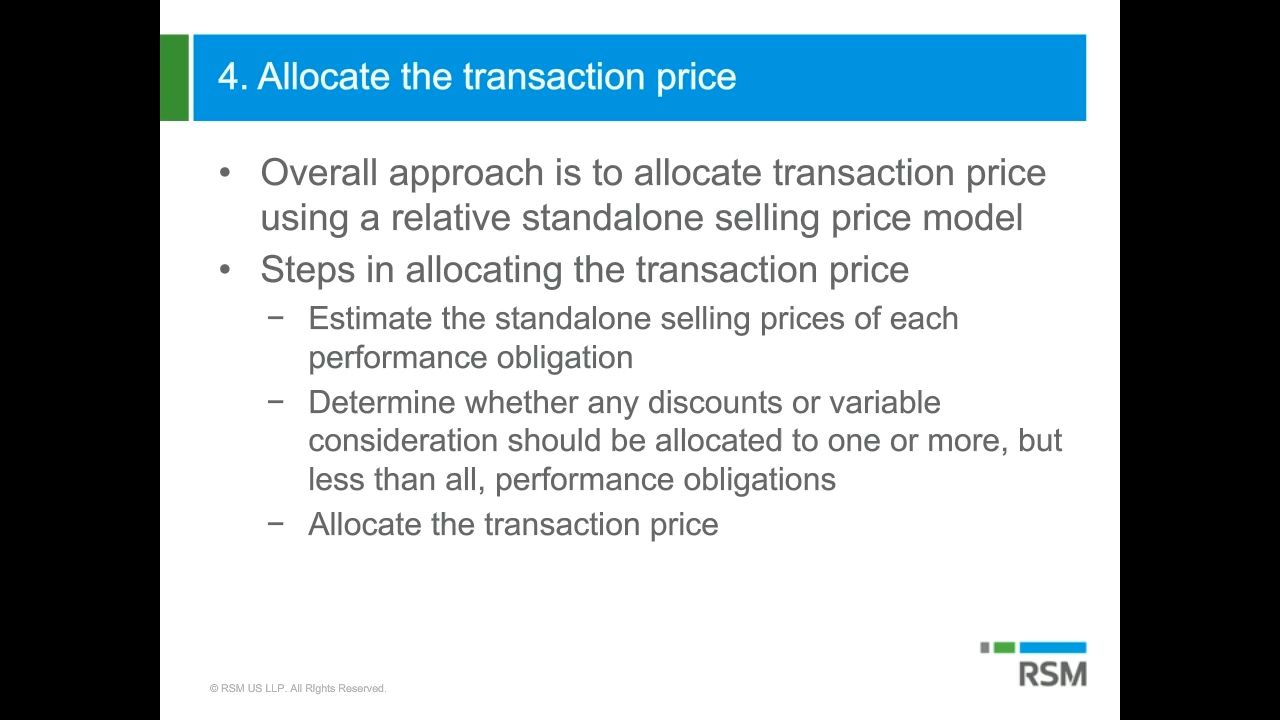 4. Allocate the transaction price
• Overall approach is to allocate transaction price
using a relative standalone selling price model
• Steps in allocating the transaction price
− Estimate the standalone selling prices of each
performance obligation
− Determine whether any discounts or variable
consideration should be allocated to one or more, but
less than all, performance obligations
− Allocate the transaction price
RSM
© RSM US LLP. All Rights Reserved.